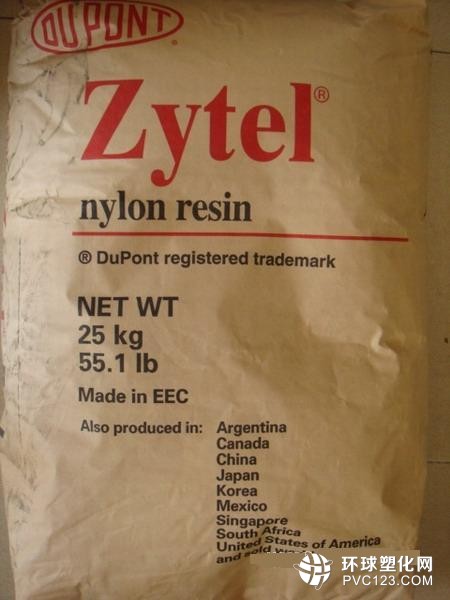 DUPONT
Zytel®
nylon resin
® DuPont registered trademark
NET WT
25 kg
55.1 lb
Made in EEC
Also produced in: Argentina
Canada
China
Japan
Korea
Mexico
Singapore
South Africa
United States of America
and sold
环球塑化网
PVC123.COM